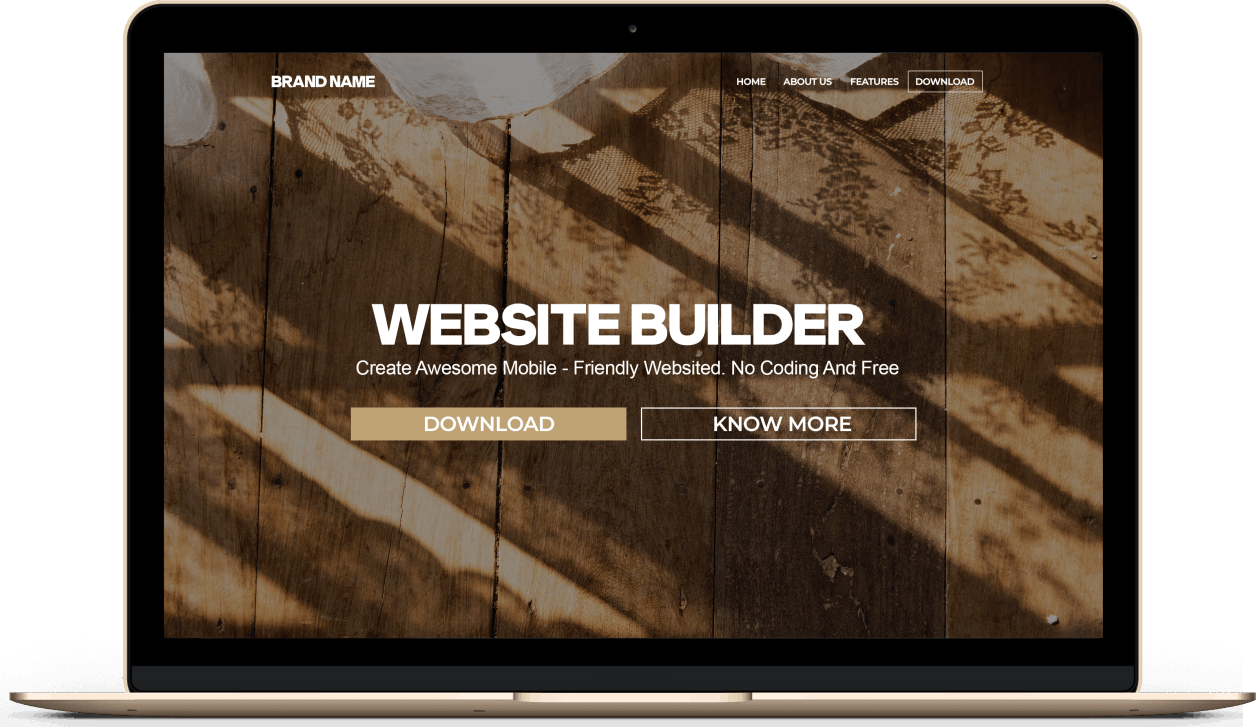 BRAND NAME
HOME ABOUT US FEATURES DOWNLOAD
WEBSITE BUILDER
Create Awesome Mobile - Friendly Websited. No Coding And Free
DOWNLOAD KNOW MORE